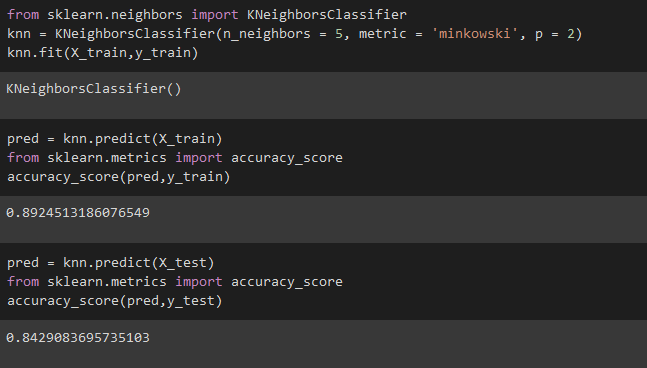 from sklearn.neighbors import KNeighborsClassifier
knn = KNeighborsClassifier(n_neighbors = 5, metric = 'minkowski', p = 2)
knn.fit(X_train,y_train)
KNeighborsClassifier()
pred = knn.predict(X_train)
from sklearn.metrics import accuracy_score
accuracy_score(pred,y_train)
0.8924513186076549
pred = knn.predict(X_test)
from sklearn.metrics import accuracy_score
accuracy_score(pred,y_test)
0.8429083695735103